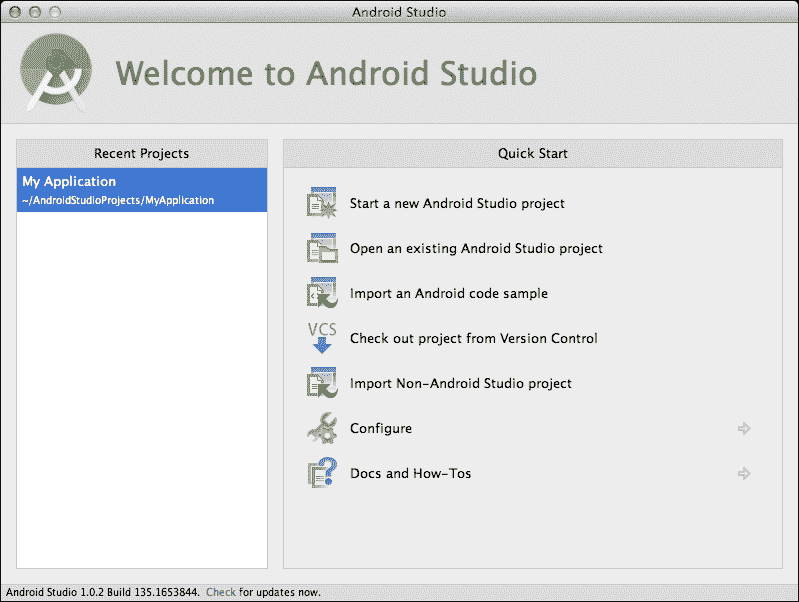 Android Studio
Welcome to Android Studio
Recent Projects
My Application
~/AndroidStudioProjects/MyApplication
Quick Start
Start a new Android Studio project
Open an existing Android Studio project
Import an Android code sample
VCS
Check out project from Version Control
Import Non-Android Studio project
Configure
Docs and How-Tos
Android Studio 1.0.2 Build 135.1653844. Check for updates now.